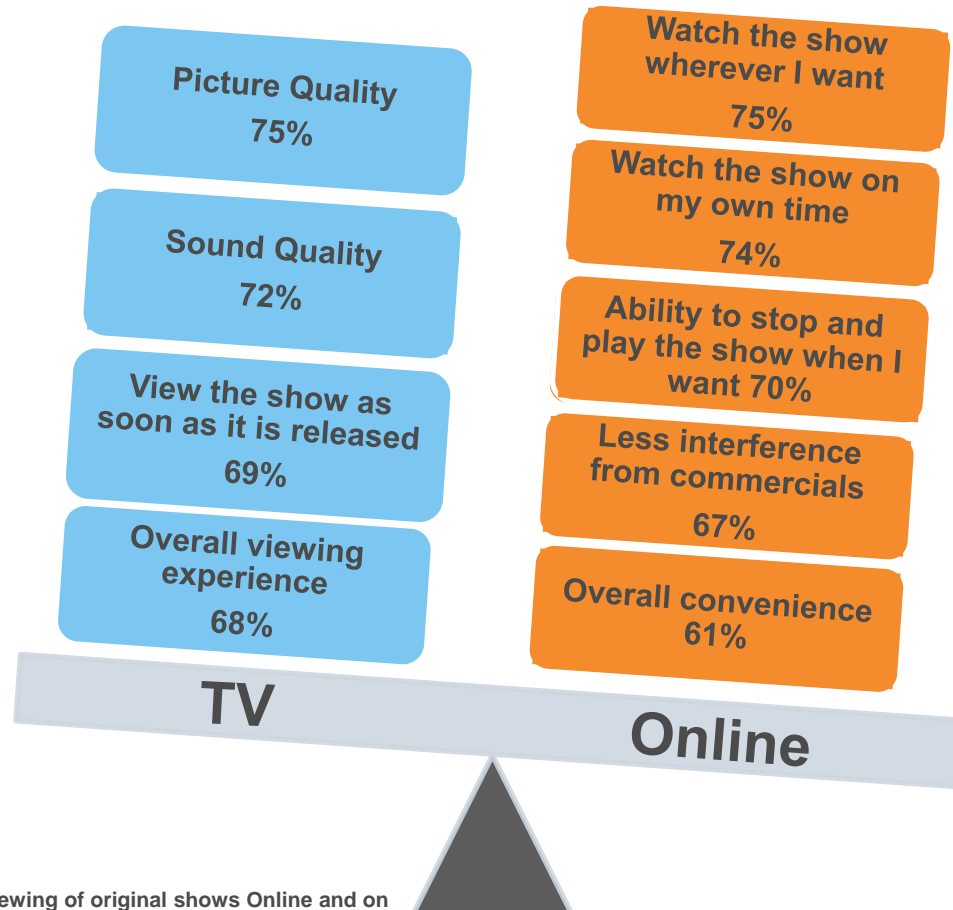 Picture Quality
75%
Sound Quality
72%
View the show as
soon as it is released
69%
Overall viewing
experience
68%
TV
Watch the show
wherever I want
75%
Watch the show on
my own time
74%
Ability to stop and
play the show when I
want 70%
Less interference
from commercials
67%
Overall convenience
61%
Online
of original shows Online and on